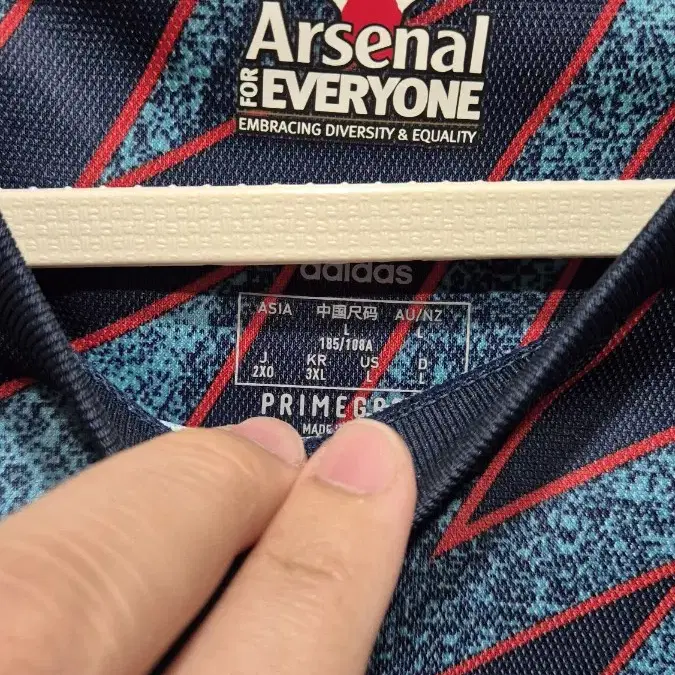 Arsenal
FOR EVERYONE
EMBRACING DIVERSITY & EQUALITY
adidas
ASIA 中国尺码 AU/NZ
L L
185/108A
J KR US D
2XO 3XL L L
MADE